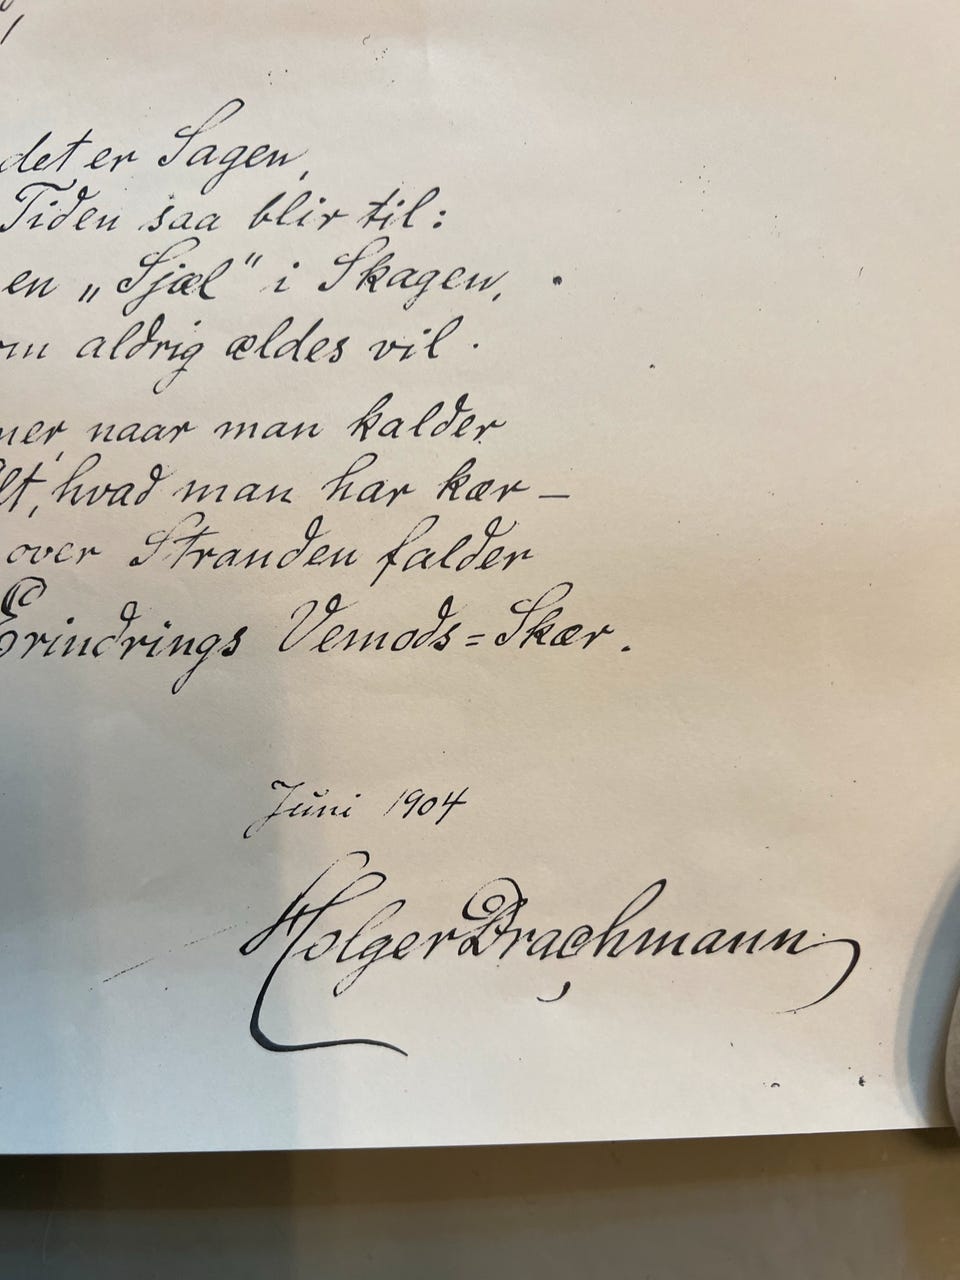 det er Sagen,
Tiden saa blir til:
en „Sjæl" i Skagen,
aldrig ældes vil.
naar man kalder
hvad man har kær —
over Stranden falder
Erindrings Vemods=Skær.
Juni 1904
Holger Drachmann